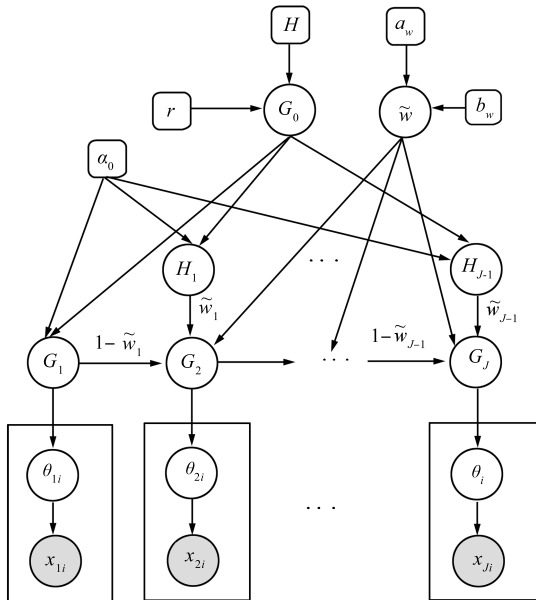 H
a_w
r
G_0
w̃
b_w
α_0
H_1
. . .
H_{J-1}
w̃_1
w̃_{J-1}
1- w̃_1
1- w̃_{J-1}
G_1
G_2
. . .
G_J
θ_{1i}
θ_{2i}
θ_i
. . .
x_{1i}
x_{2i}
x_{Ji}